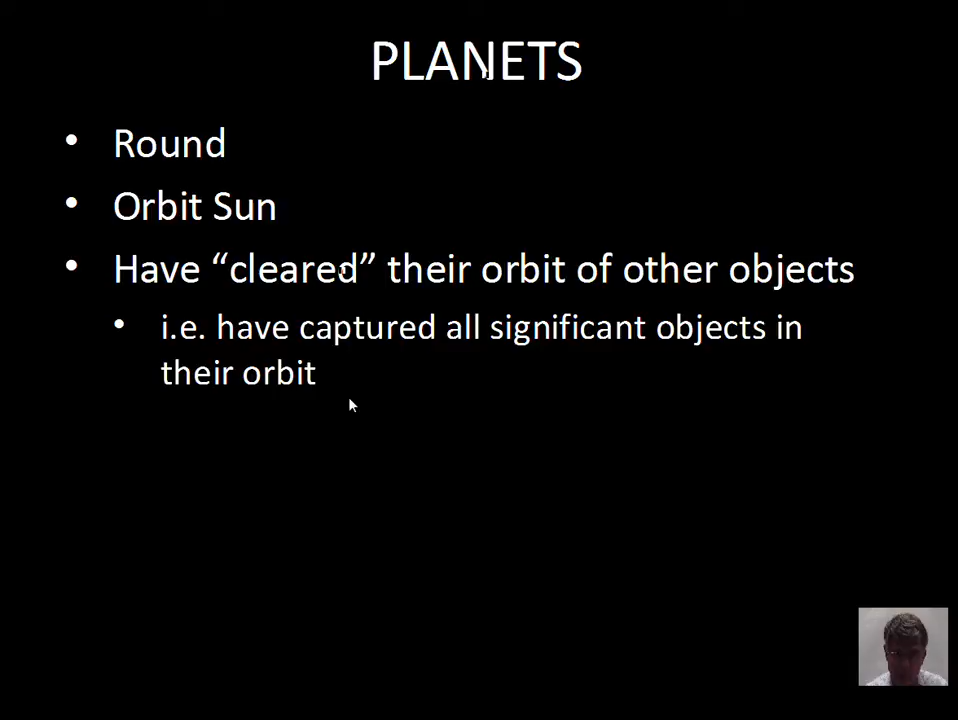 PLANETS
• Round
• Orbit Sun
• Have “cleared” their orbit of other objects
• i.e. have captured all significant objects in
their orbit